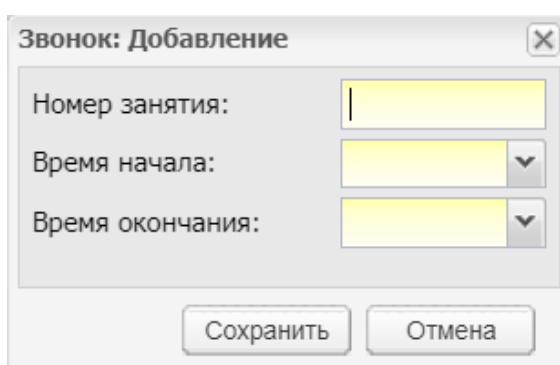 Звонок: Добавление
Номер занятия:
Время начала:
Время окончания:
Сохранить Отмена